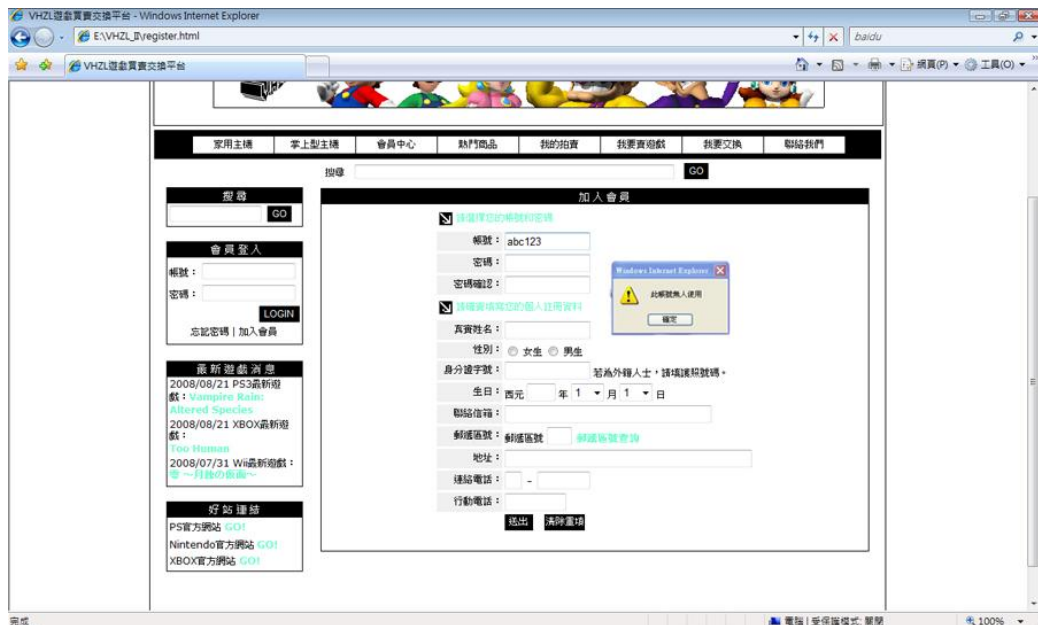 VHZL遊戲買賣交換平台 - Windows Internet Explorer
E:\VHZL_II\register.html
baidu
VHZL遊戲買賣交換平台
網頁(P)
工具(O)
家用主機 掌上型主機 會員中心 熱門商品 我的拍賣 我要賣遊戲 我要交換 聯絡我們
搜尋 GO
搜尋
GO
會員登入
帳號：
密碼：
LOGIN
忘記密碼 | 加入會員
最新遊戲消息
2008/08/21 PS3最新遊
戲：Vampire Rain:
Altered Species
2008/08/21 XBOX最新遊
戲：
Too Human
2008/07/31 Wii最新遊戲：
零 ～月蝕の仮面～
好站連結
PS官方網站 GO!
Nintendo官方網站 GO!
XBOX官方網站 GO!
加入會員
請選擇您的帳號和密碼
帳號： abc123
密碼：
密碼確認：
請確實填寫您的個人註冊資料
真實姓名：
性別： 女生 男生
身分證字號： 若為外籍人士，請填護照號碼。
生日： 西元 年 1 月 1 日
聯絡信箱：
郵遞區號： 郵遞區號 郵遞區號查詢
地址：
連絡電話： -
行動電話：
送出 清除重填
Windows Internet Explorer
此帳號無人使用
確定
完成
電腦 | 受保護模式: 關閉
100%